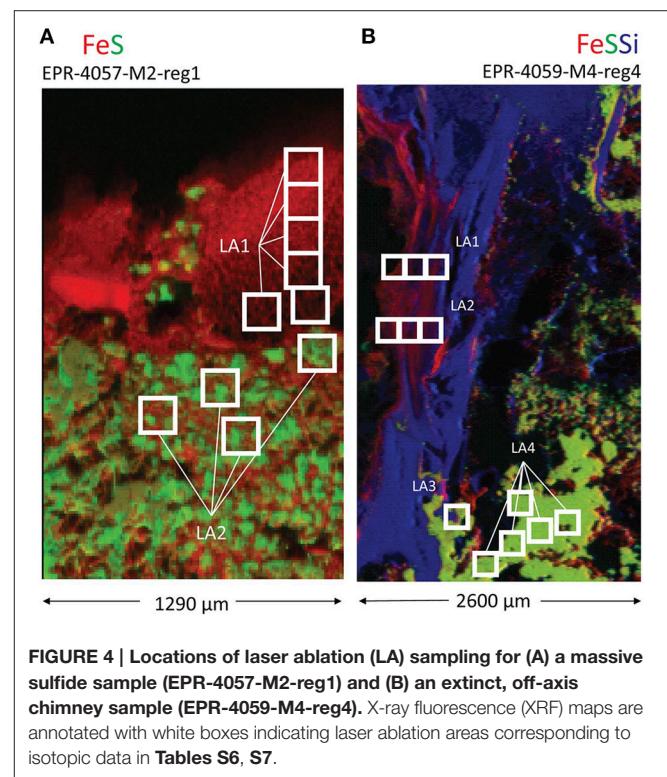 A
FeS
EPR-4057-M2-reg1
LA1
LA2
1290 µm
B
FeSSi
EPR-4059-M4-reg4
LA1
LA2
LA4
LA3
2600 µm
FIGURE 4 | Locations of laser ablation (LA) sampling for (A) a massive
sulfide sample (EPR-4057-M2-reg1) and (B) an extinct, off-axis
chimney sample (EPR-4059-M4-reg4). X-ray fluorescence (XRF) maps are
annotated with white boxes indicating laser ablation areas corresponding to
isotopic data in Tables S6, S7.